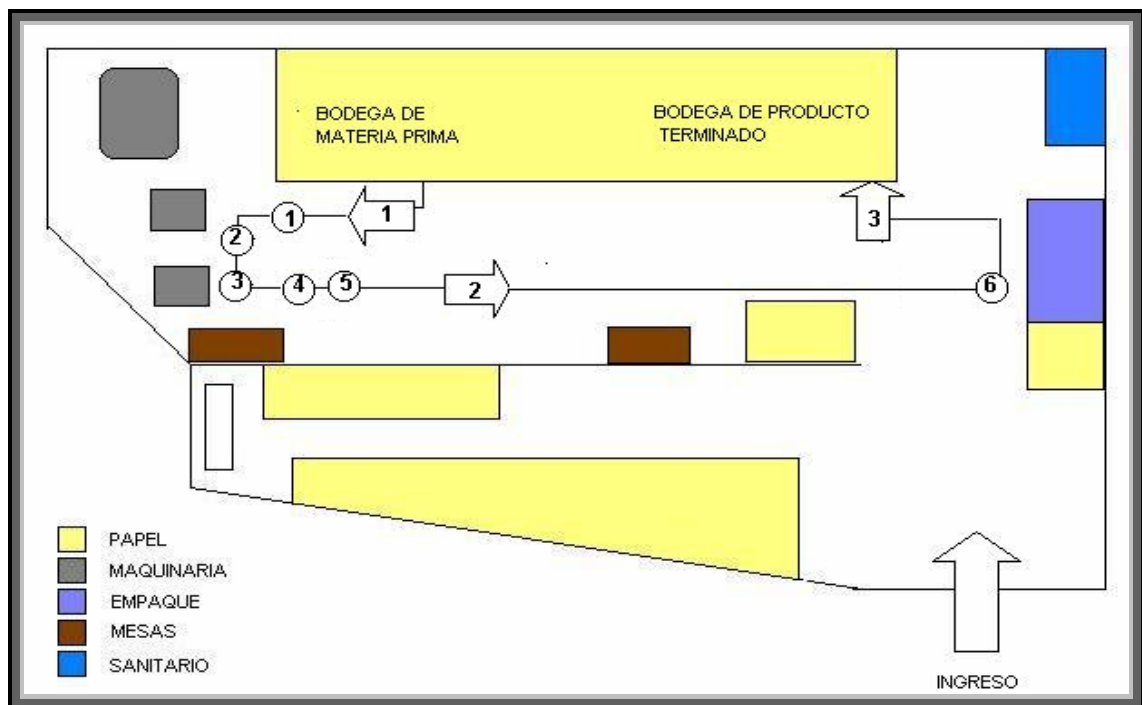 BODEGA DE
MATERIA PRIMA
BODEGA DE PRODUCTO
TERMINADO
1
1
2
3
4
5
2
3
6
PAPEL
MAQUINARIA
EMPAQUE
MESAS
SANITARIO
INGRESO